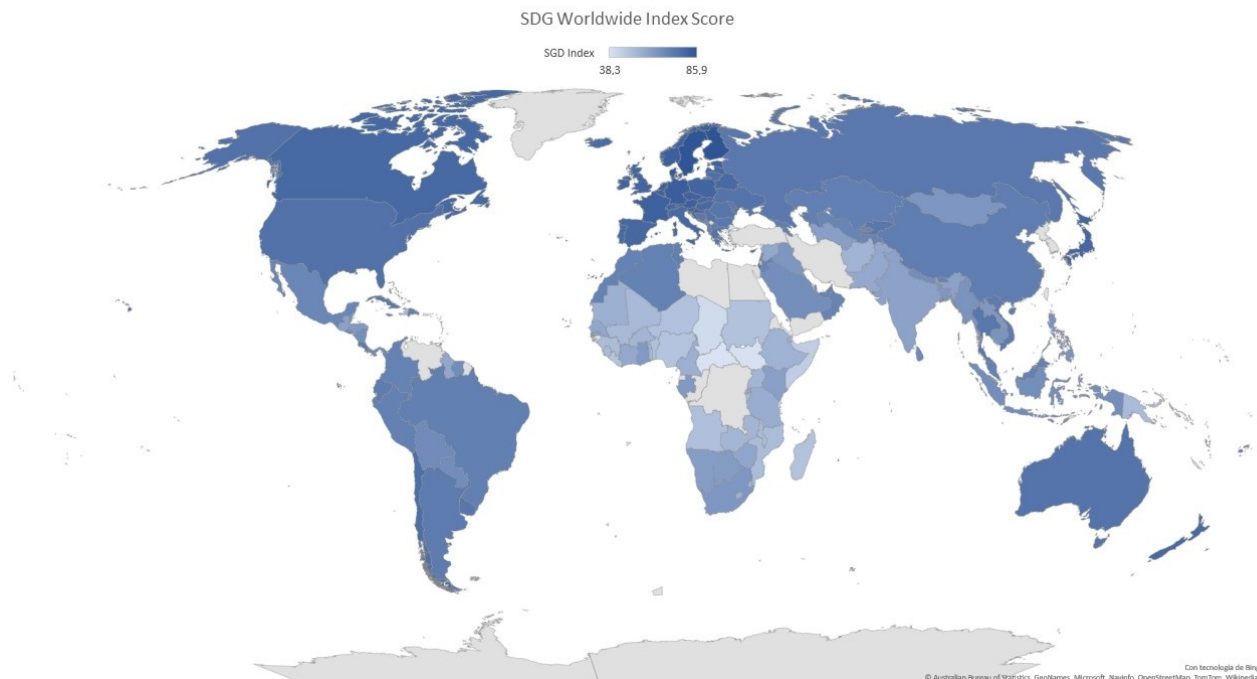 SDG Worldwide Index Score
SGD Index
38,3 85,9
Con tecnología de Bing
© Australian Bureau of Statistics, GeoNames, Microsoft, Navinfo, OpenStreetMap, TomTom, Wikipedia